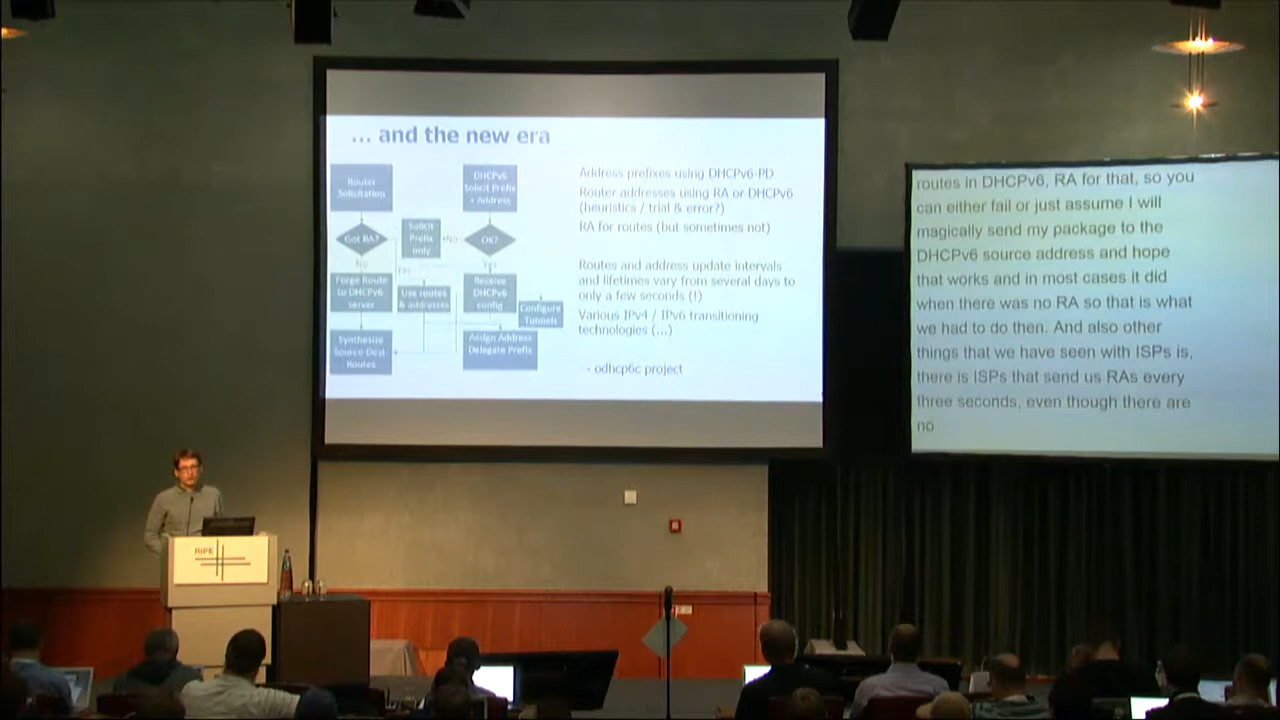 ... and the new era
Router
Solicitation
DHCPv6
Solicit Prefix
+ Address
Got RA?
Solicit
Prefix
only
No
OK?
No
Yes
Yes
Forge Route
to DHCPv6
server
Use routes
& addresses
Receive
DHCPv6
config
Configure
Tunnels
Synthesize
Source-Dest-
Routes
Assign Address
Delegate Prefix
Address prefixes using DHCPv6-PD
Router addresses using RA or DHCPv6
(heuristics / trial & error?)
RA for routes (but sometimes not)
Routes and address update intervals
and lifetimes vary from several days to
only a few seconds (!)
Various IPv4 / IPv6 transitioning
technologies (...)
- odhcp6c project
routes in DHCPv6, RA for that, so you
can either fail or just assume I will
magically send my package to the
DHCPv6 source address and hope
that works and in most cases it did
when there was no RA so that is what
we had to do then. And also other
things that we have seen with ISPs is,
there is ISPs that send us RAs every
three seconds, even though there are
no
RIPE